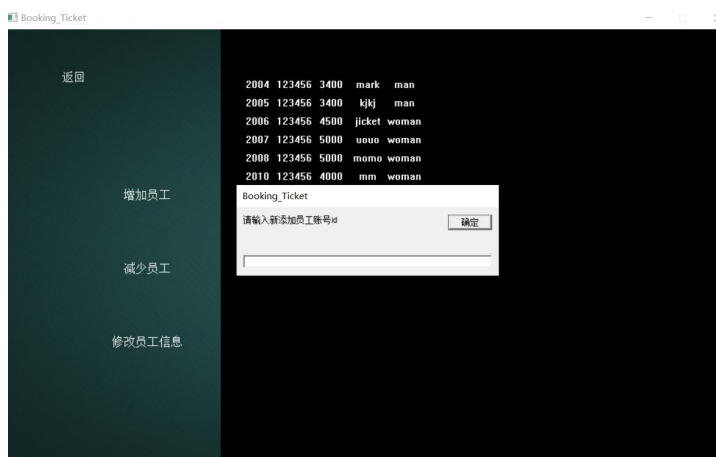 Booking_Ticket
返回
2004 123456 3400 mark man
2005 123456 3400 kjkj man
2006 123456 4500 jicket woman
2007 123456 5000 uouo woman
2008 123456 5000 momo woman
2010 123456 4000 mm woman
增加员工
Booking_Ticket
请输入新添加员工账号id
确定
减少员工
修改员工信息